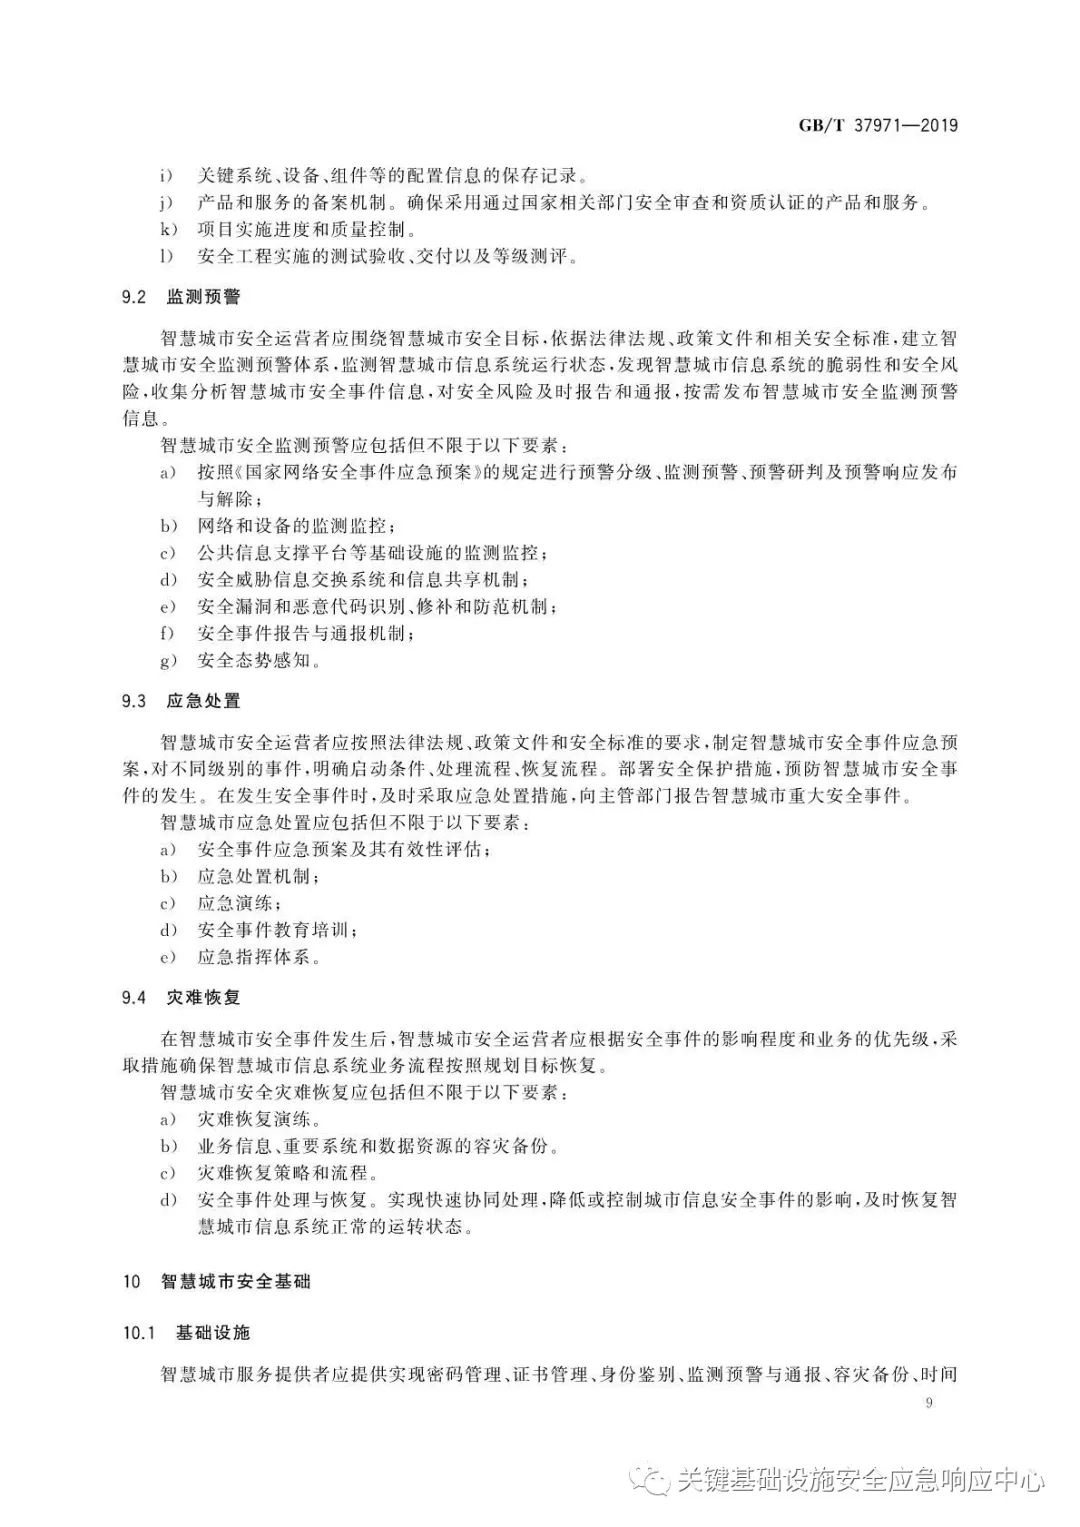 GB/T 37971—2019
i) 关键系统、设备、组件等的配置信息的保存记录。
j) 产品和服务的备案机制。确保采用通过国家相关部门安全审查和资质认证的产品和服务。
k) 项目实施进度和质量控制。
l) 安全工程实施的测试验收、交付以及等级测评。
9.2 监测预警
智慧城市安全运营者应围绕智慧城市安全目标,依据法律法规、政策文件和相关安全标准,建立智
慧城市安全监测预警体系,监测智慧城市信息系统运行状态,发现智慧城市信息系统的脆弱性和安全风
险,收集分析智慧城市安全事件信息,对安全风险及时报告和通报,按需发布智慧城市安全监测预警
信息。
智慧城市安全监测预警应包括但不限于以下要素:
a) 按照《国家网络安全事件应急预案》的规定进行预警分级、监测预警、预警研判及预警响应发布
与解除;
b) 网络和设备的监测监控;
c) 公共信息支撑平台等基础设施的监测监控;
d) 安全威胁信息交换系统和信息共享机制;
e) 安全漏洞和恶意代码识别、修补和防范机制;
f) 安全事件报告与通报机制;
g) 安全态势感知。
9.3 应急处置
智慧城市安全运营者应按照法律法规、政策文件和安全标准的要求,制定智慧城市安全事件应急预
案,对不同级别的事件,明确启动条件、处理流程、恢复流程。部署安全保护措施,预防智慧城市安全事
件的发生。在发生安全事件时,及时采取应急处置措施,向主管部门报告智慧城市重大安全事件。
智慧城市应急处置应包括但不限于以下要素:
a) 安全事件应急预案及其有效性评估;
b) 应急处置机制;
c) 应急演练;
d) 安全事件教育培训;
e) 应急指挥体系。
9.4 灾难恢复
在智慧城市安全事件发生后,智慧城市安全运营者应根据安全事件的影响程度和业务的优先级,采
取措施确保智慧城市信息系统业务流程按照规划目标恢复。
智慧城市安全灾难恢复应包括但不限于以下要素:
a) 灾难恢复演练。
b) 业务信息、重要系统和数据资源的容灾备份。
c) 灾难恢复策略和流程。
d) 安全事件处理与恢复。实现快速协同处理,降低或控制城市信息安全事件的影响,及时恢复智
慧城市信息系统正常的运转状态。
10 智慧城市安全基础
10.1 基础设施
智慧城市服务提供者应提供实现密码管理、证书管理、身份鉴别、监测预警与通报、容灾备份、时间
9
关键基础设施安全应急响应中心